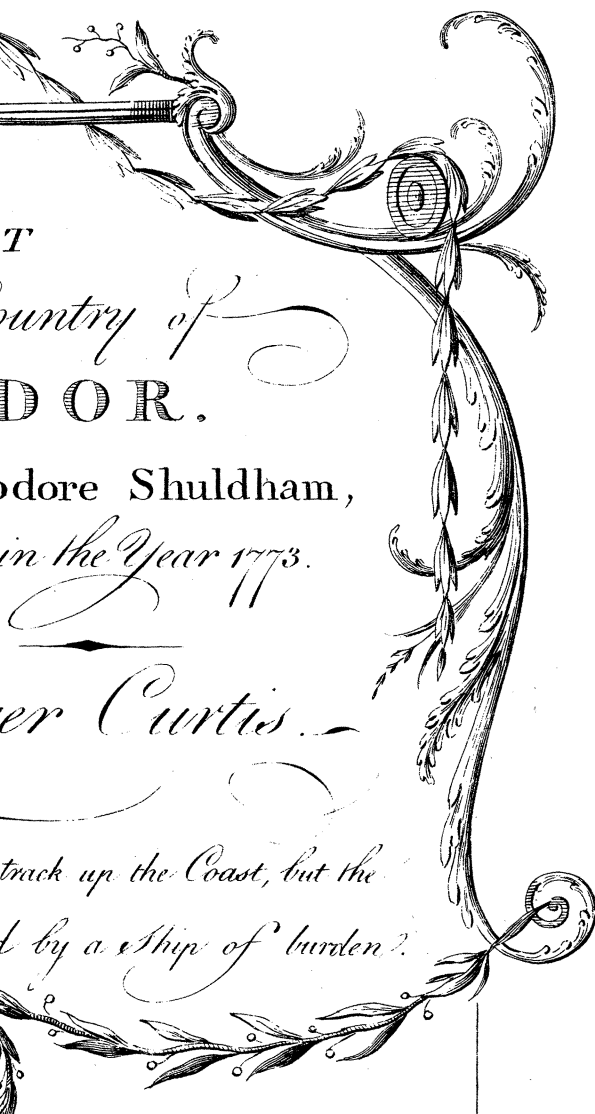 T
ountry of
DOR.
odore Shuldham,
in the Year 1773.
er Curtis.
track up the Coast, but the
d by a Ship of burden.